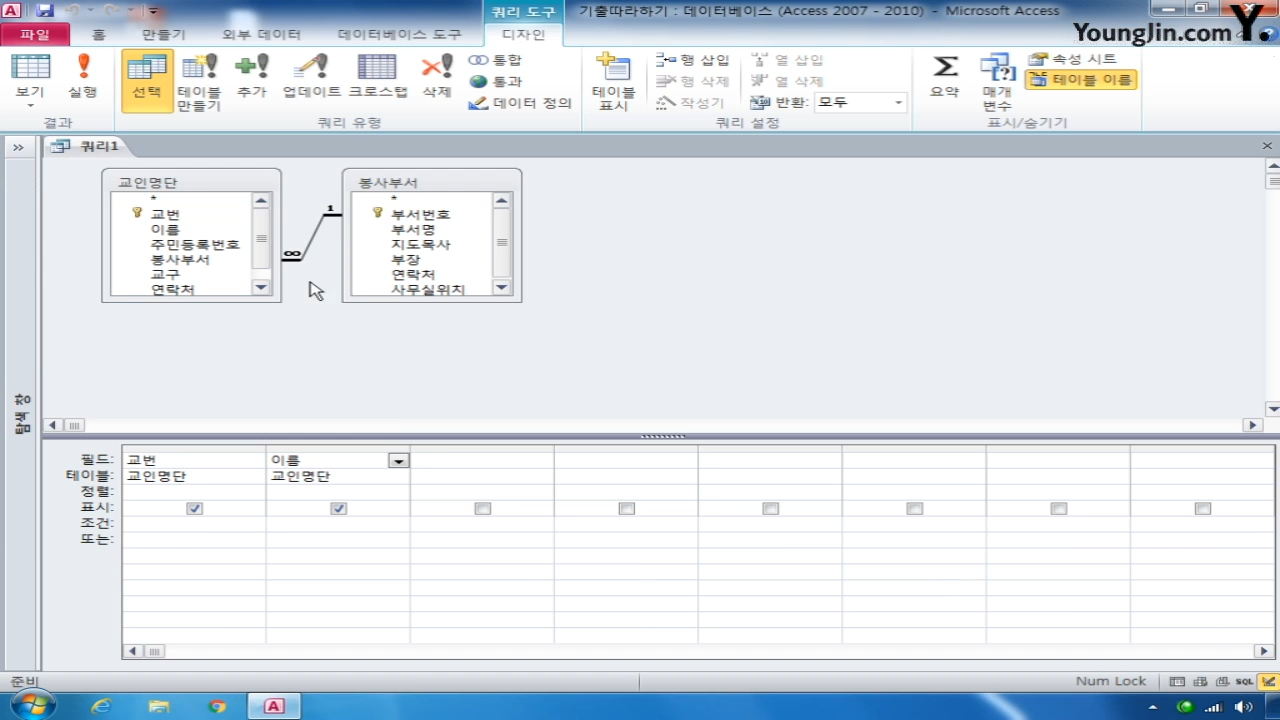 쿼리 도구
기출따라하기 : 데이터베이스 (Access 2007 - 2010) - Microsoft Access
YoungJin.com Y.
파일 홈 만들기 외부 데이터 데이터베이스 도구 디자인
보기 실행 선택 테이블 만들기 추가 업데이트 크로스탭 삭제
통합
통과
데이터 정의
테이블 표시
행 삽입
행 삭제
작성기
열 삽입
열 삭제
반환: 모두
요약
매개 변수
속성 시트
테이블 이름
결과 쿼리 유형 쿼리 설정 표시/숨기기
쿼리1
탐색 창
교인명단
*
교번
이름
주민등록번호
봉사부서
교구
연락처
1
∞
봉사부서
*
부서번호
부서명
지도목사
부장
연락처
사무실위치
필드: 교번 이름
테이블: 교인명단 교인명단
정렬:
표시:
조건:
또는:
준비
Num Lock
SQL